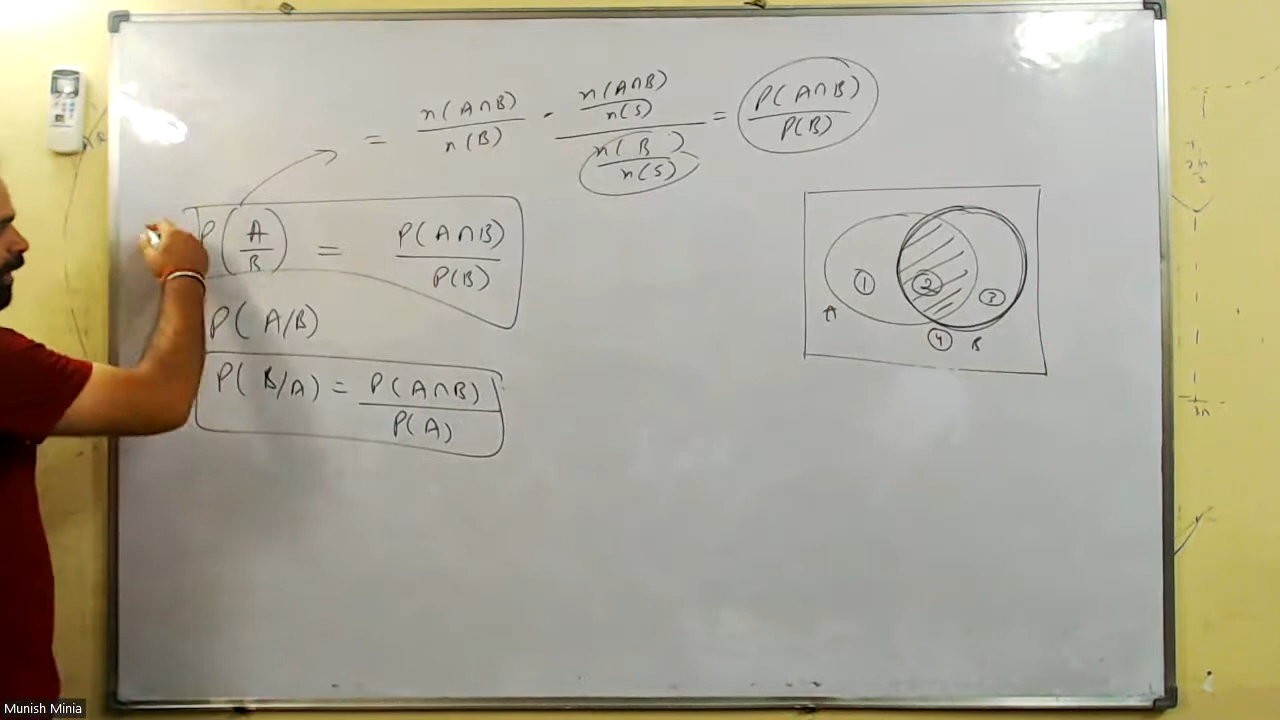 = n(A∩B)/n(B) - (n(A∩B)/n(S))/(n(B)/n(S)) = P(A∩B)/P(B)
P(A/B) = P(A∩B)/P(B)
P(A/B)
P(B/A) = P(A∩B)/P(A)
1 2 3
A
4 B
Munish Minia